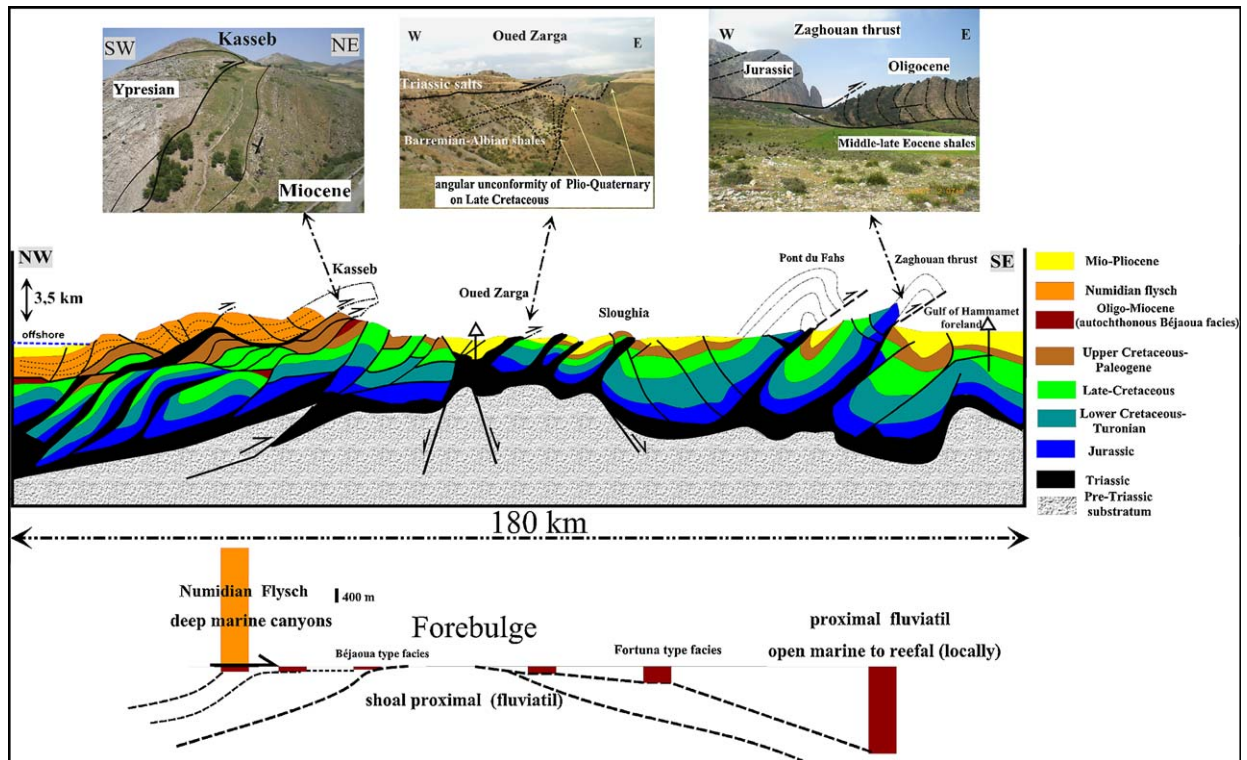 SW
Kasseb
NE
Ypresian
Miocene
W
Oued Zarga
E
Triassic salts
Barremian-Albian shales
angular unconformity of Plio-Quaternary
on Late Cretaceous
W
Zaghouan thrust
E
Jurassic
Oligocene
Middle-late Eocene shales
NW
SE
3,5 km
offshore
Kasseb
Oued Zarga
Sloughia
Pont du Fahs
Zaghouan thrust
Gulf of Hammamet
foreland
Mio-Pliocene
Numidian flysch
Oligo-Miocene
(autochthonous Béjaoua facies)
Upper Cretaceous-
Paleogene
Late-Cretaceous
Lower Cretaceous-
Turonian
Jurassic
Triassic
Pre-Triassic
substratum
180 km
Numidian Flysch
deep marine canyons
400 m
Béjaoua type facies
Forebulge
shoal proximal (fluviatil)
Fortuna type facies
proximal fluviatil
open marine to reefal (locally)